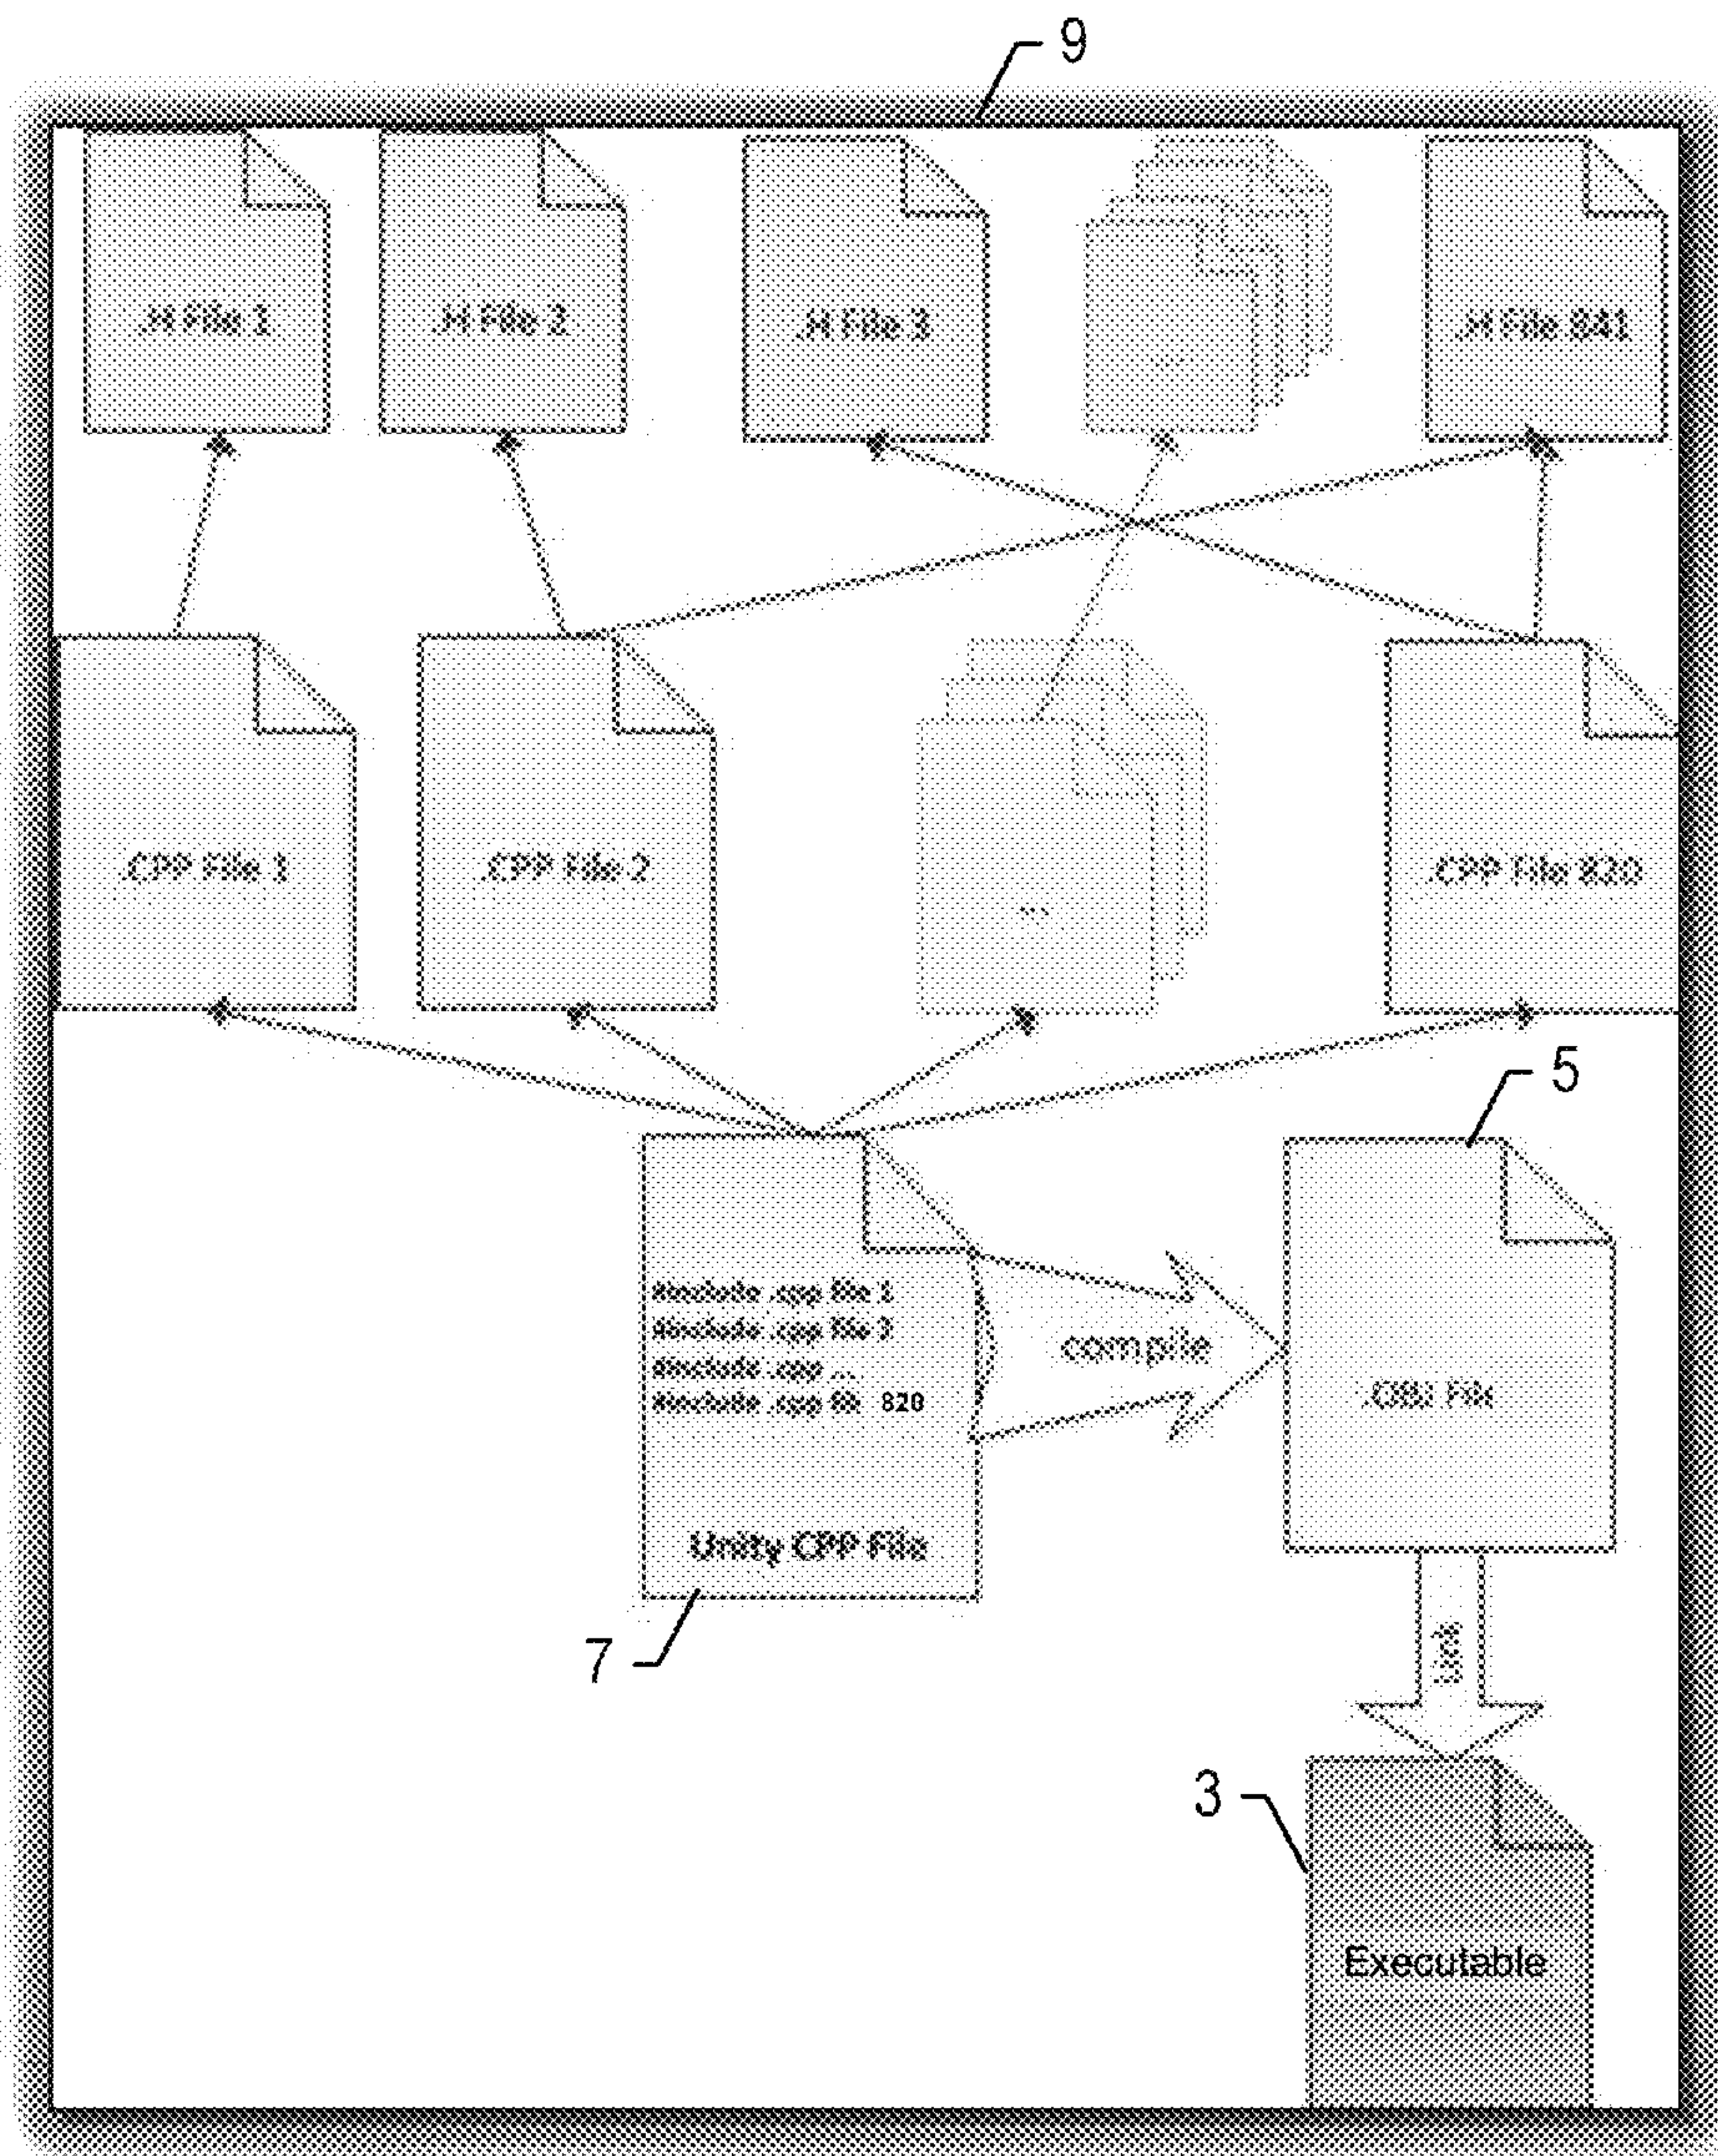 9
.H File 1
.H File 2
.H File 3
...
.H File 841
.CPP File 1
.CPP File 2
...
.CPP File 820
5
#include .cpp file 1
#include .cpp file 2
#include .cpp ...
#include .cpp file 820
compile
.OBJ File
Unity CPP File
7
Link
3
Executable